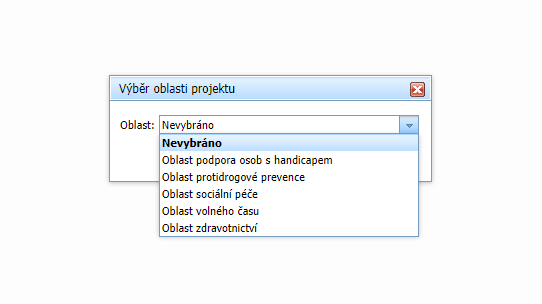 Výběr oblasti projektu
Oblast: Nevybráno
Nevybráno
Oblast podpora osob s handicapem
Oblast protidrogové prevence
Oblast sociální péče
Oblast volného času
Oblast zdravotnictví